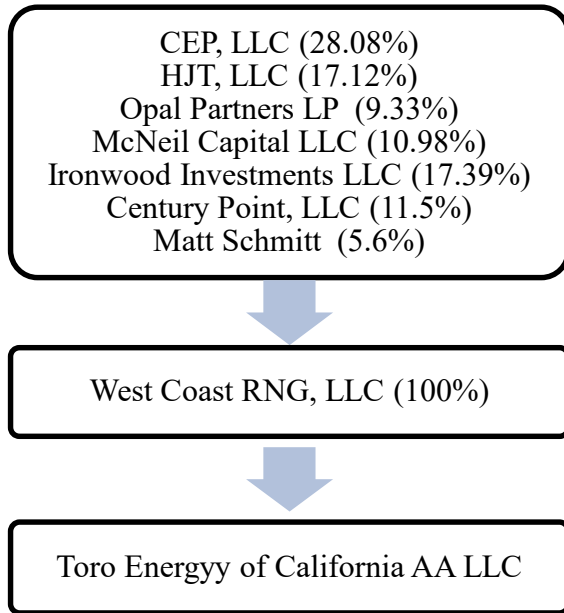 CEP, LLC (28.08%)
HJT, LLC (17.12%)
Opal Partners LP  (9.33%)
McNeil Capital LLC (10.98%)
Ironwood Investments LLC (17.39%)
Century Point, LLC (11.5%)
Matt Schmitt  (5.6%)
West Coast RNG, LLC (100%)
Toro Energyy of California AA LLC